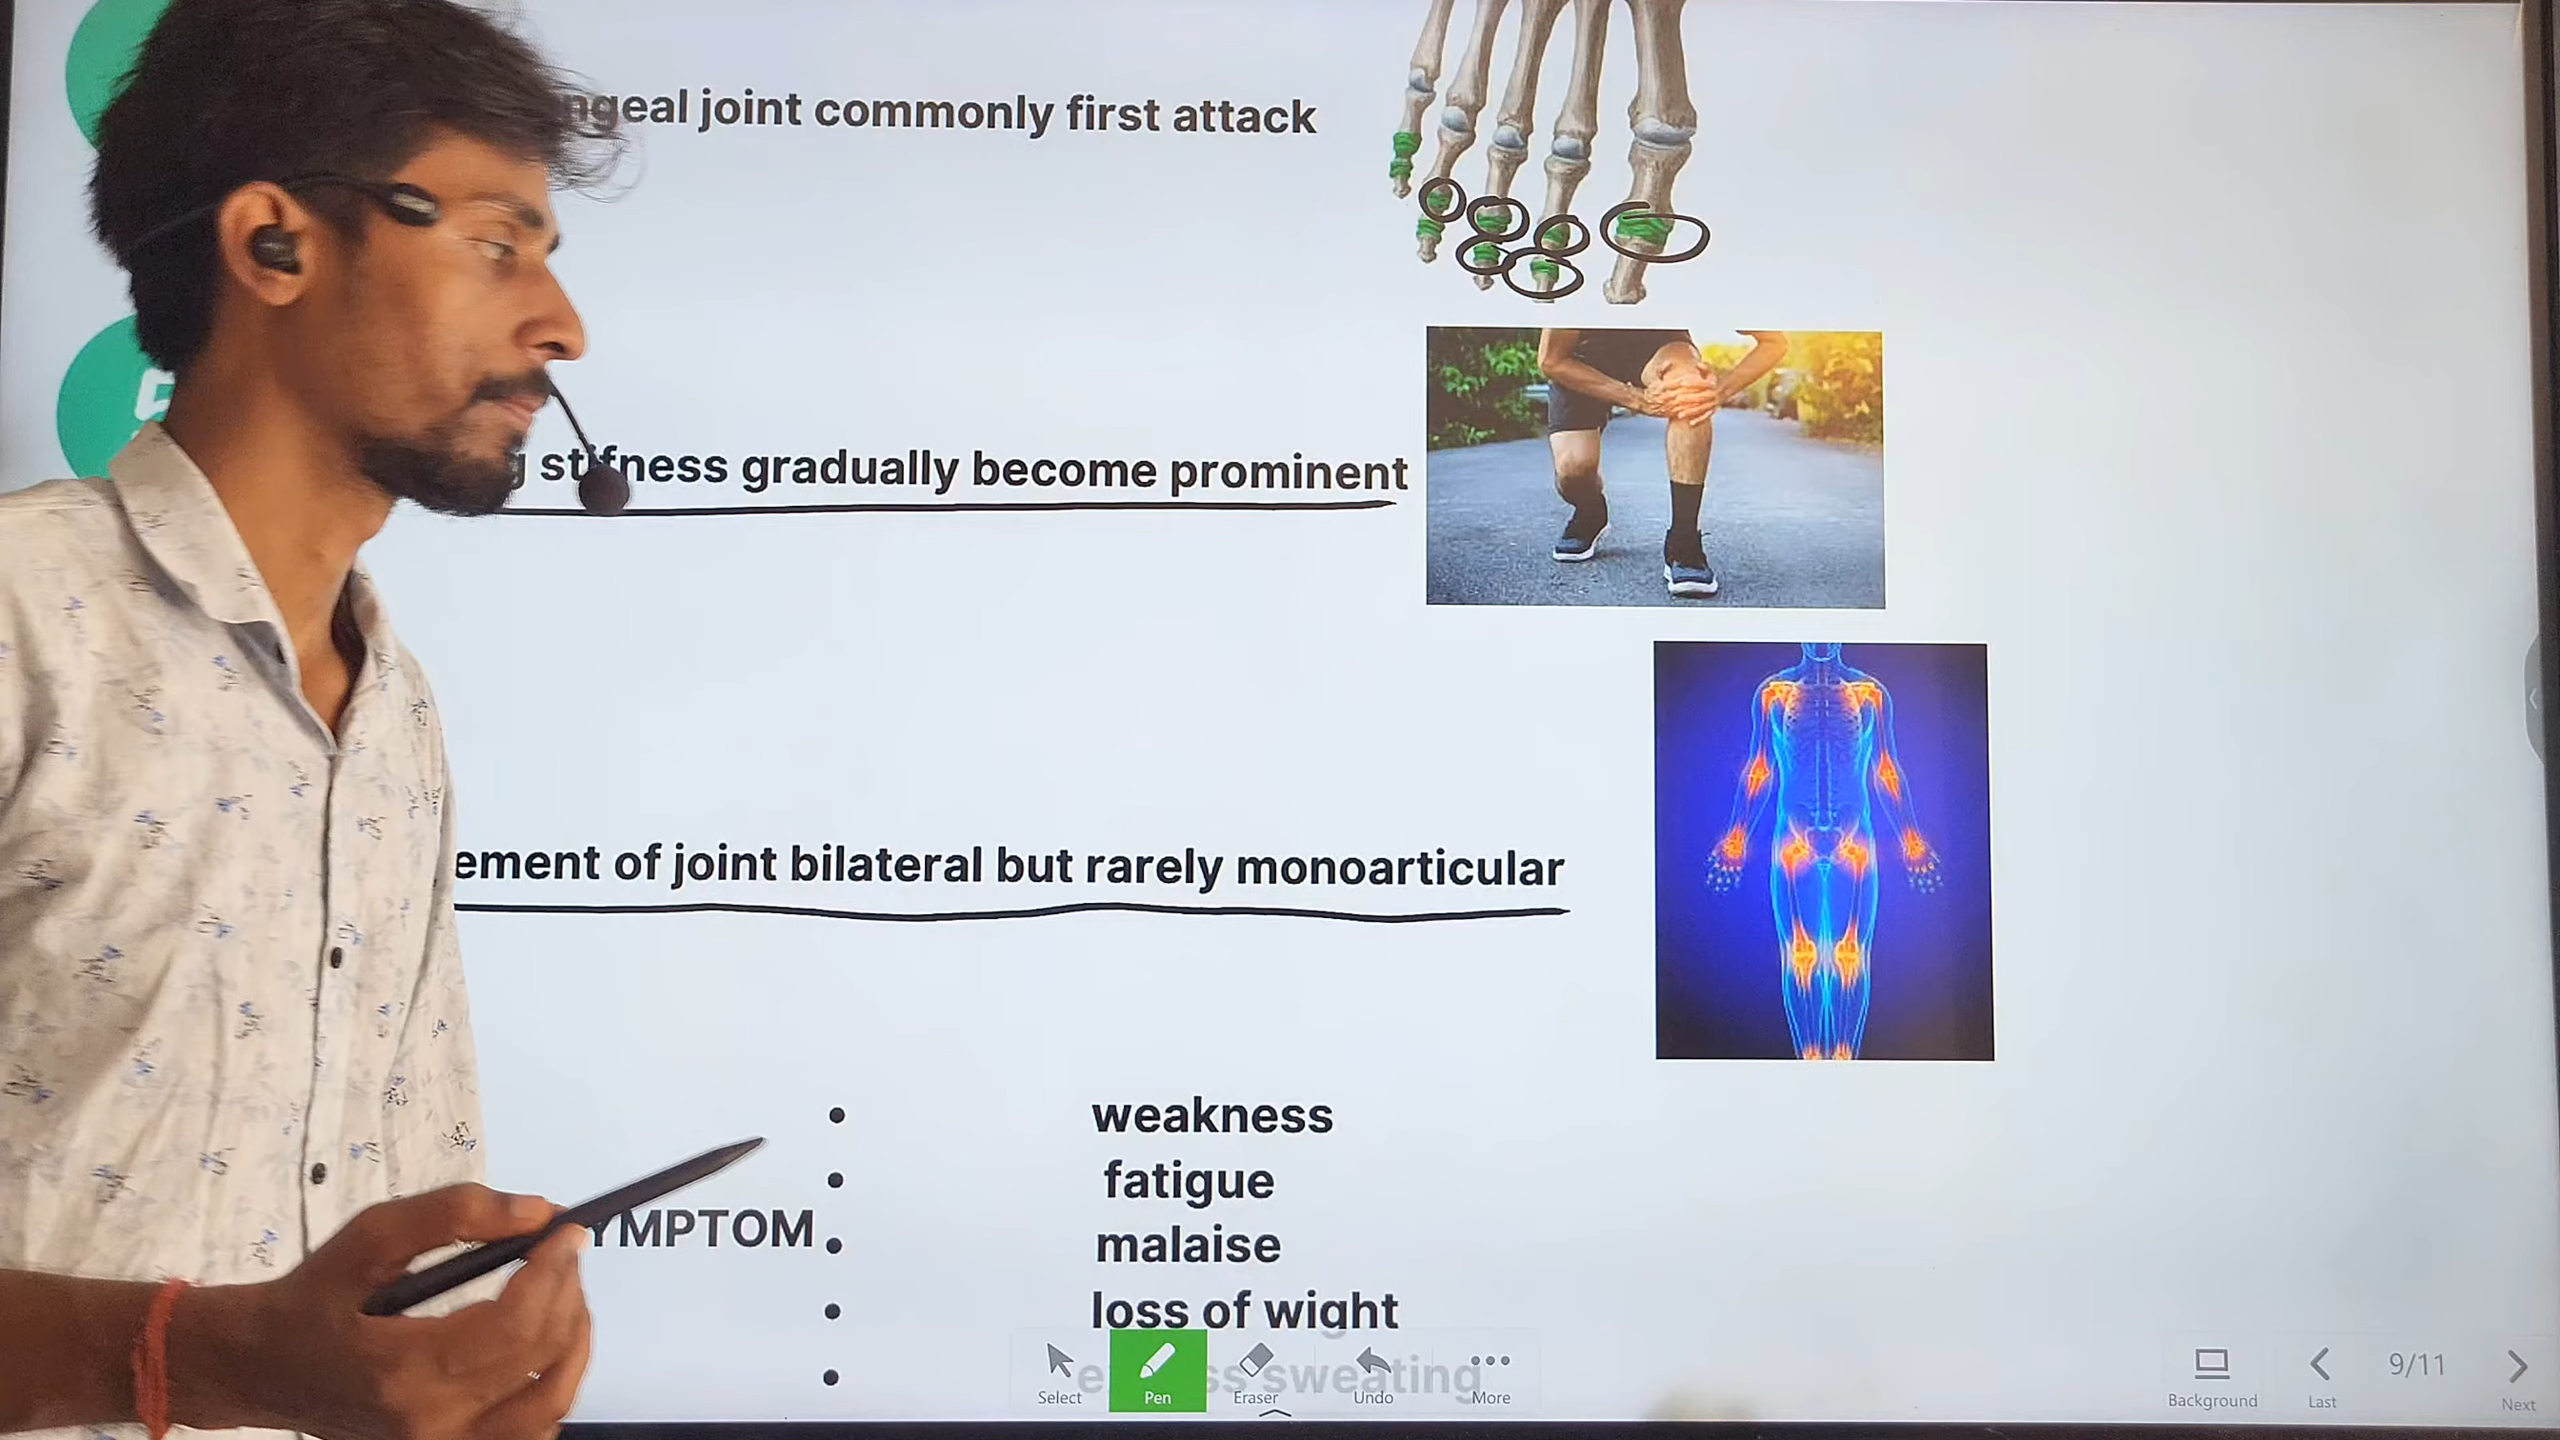 ngeal joint commonly first attack
stifness gradually become prominent
ement of joint bilateral but rarely monoarticular
• weakness
• fatigue
YMPTOM
• malaise
• loss of wight
• sweating
Select
Pen
Eraser
Undo
More
Background
Last
9/11
Next